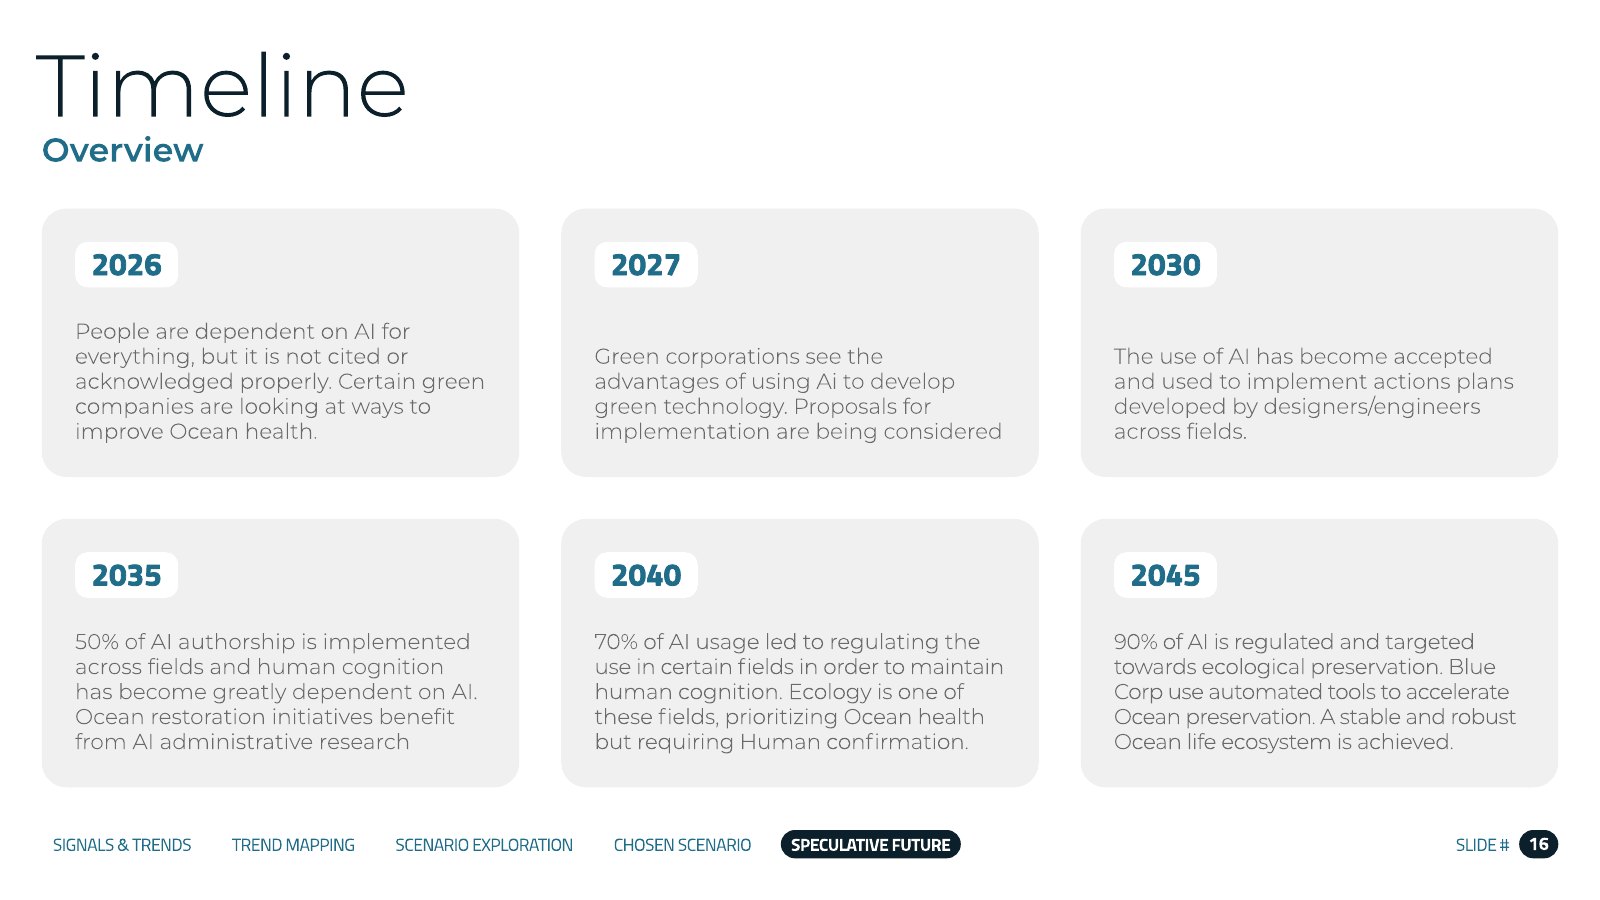 Timeline
Overview
2026
People are dependent on AI for
everything, but it is not cited or
acknowledged properly. Certain green
companies are looking at ways to
improve Ocean health.
2027
Green corporations see the
advantages of using Ai to develop
green technology. Proposals for
implementation are being considered
2030
The use of AI has become accepted
and used to implement actions plans
developed by designers/engineers
across fields.
2035
50% of AI authorship is implemented
across fields and human cognition
has become greatly dependent on AI.
Ocean restoration initiatives benefit
from AI administrative research
2040
70% of AI usage led to regulating the
use in certain fields in order to maintain
human cognition. Ecology is one of
these fields, prioritizing Ocean health
but requiring Human confirmation.
2045
90% of AI is regulated and targeted
towards ecological preservation. Blue
Corp use automated tools to accelerate
Ocean preservation. A stable and robust
Ocean life ecosystem is achieved.
SIGNALS & TRENDS TREND MAPPING SCENARIO EXPLORATION CHOSEN SCENARIO SPECULATIVE FUTURE SLIDE # 16